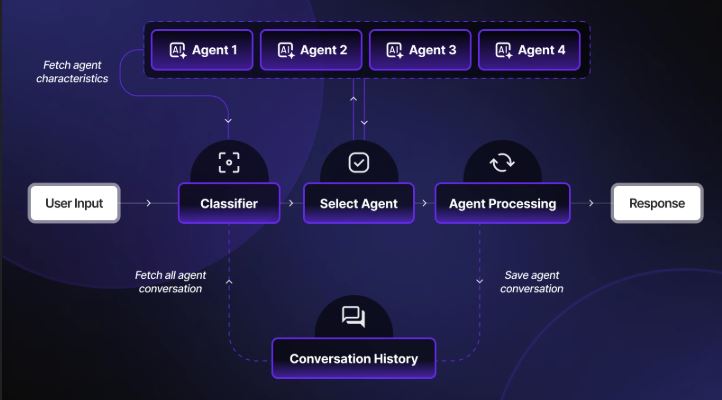 AI Agent 1
AI Agent 2
AI Agent 3
AI Agent 4
Fetch agent
characteristics
User Input
Classifier
Select Agent
Agent Processing
Response
Fetch all agent
conversation
Save agent
conversation
Conversation History